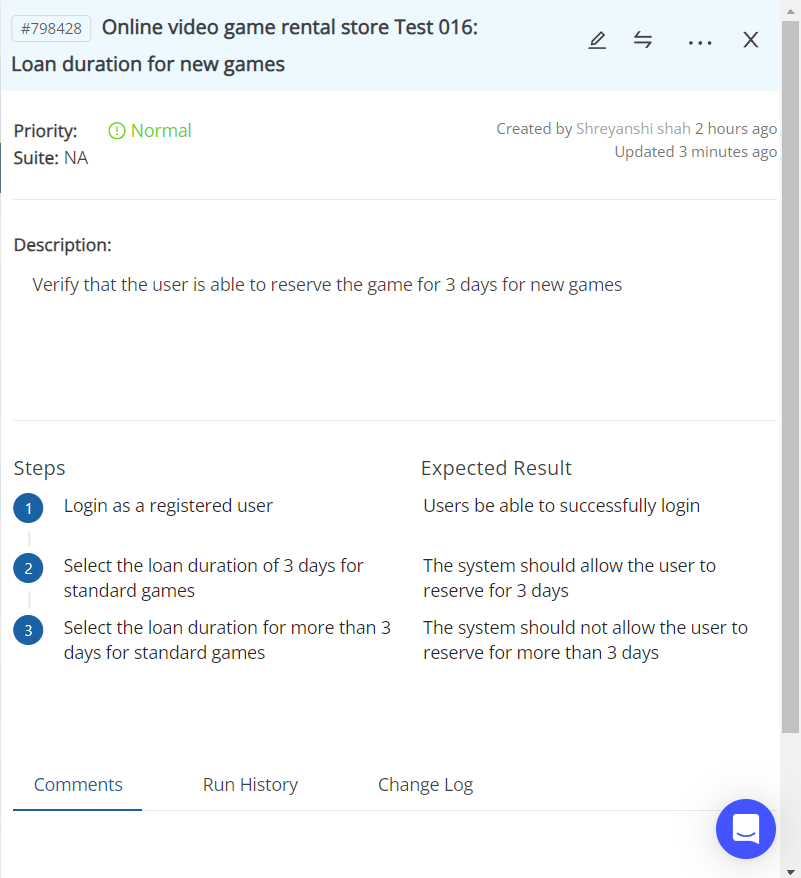 #798428 Online video game rental store Test 016:
Loan duration for new games
Priority: Normal
Suite: NA
Created by Shreyanshi shah 2 hours ago
Updated 3 minutes ago
Description:
Verify that the user is able to reserve the game for 3 days for new games
Steps
Expected Result
1 Login as a registered user
Users be able to successfully login
2 Select the loan duration of 3 days for
standard games
The system should allow the user to
reserve for 3 days
3 Select the loan duration for more than 3
days for standard games
The system should not allow the user to
reserve for more than 3 days
Comments Run History Change Log